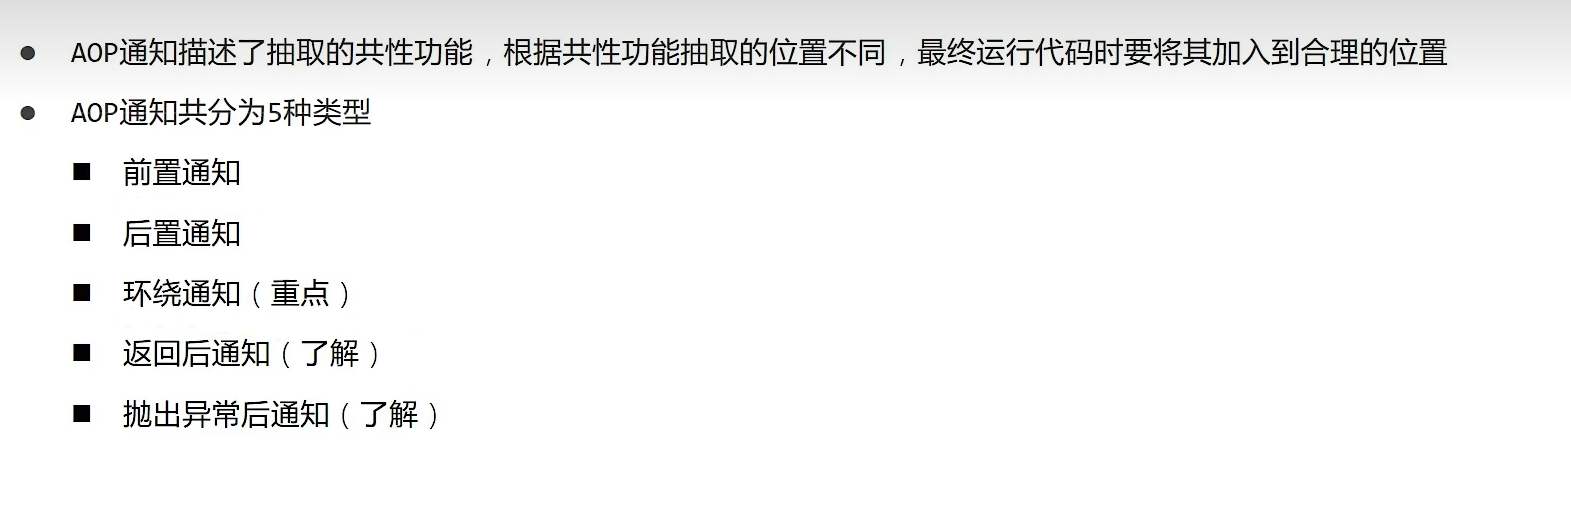 ● AOP通知描述了抽取的共性功能，根据共性功能抽取的位置不同，最终运行代码时要将其加入到合理的位置
● AOP通知共分为5种类型
■ 前置通知
■ 后置通知
■ 环绕通知（重点）
■ 返回后通知（了解）
■ 抛出异常后通知（了解）